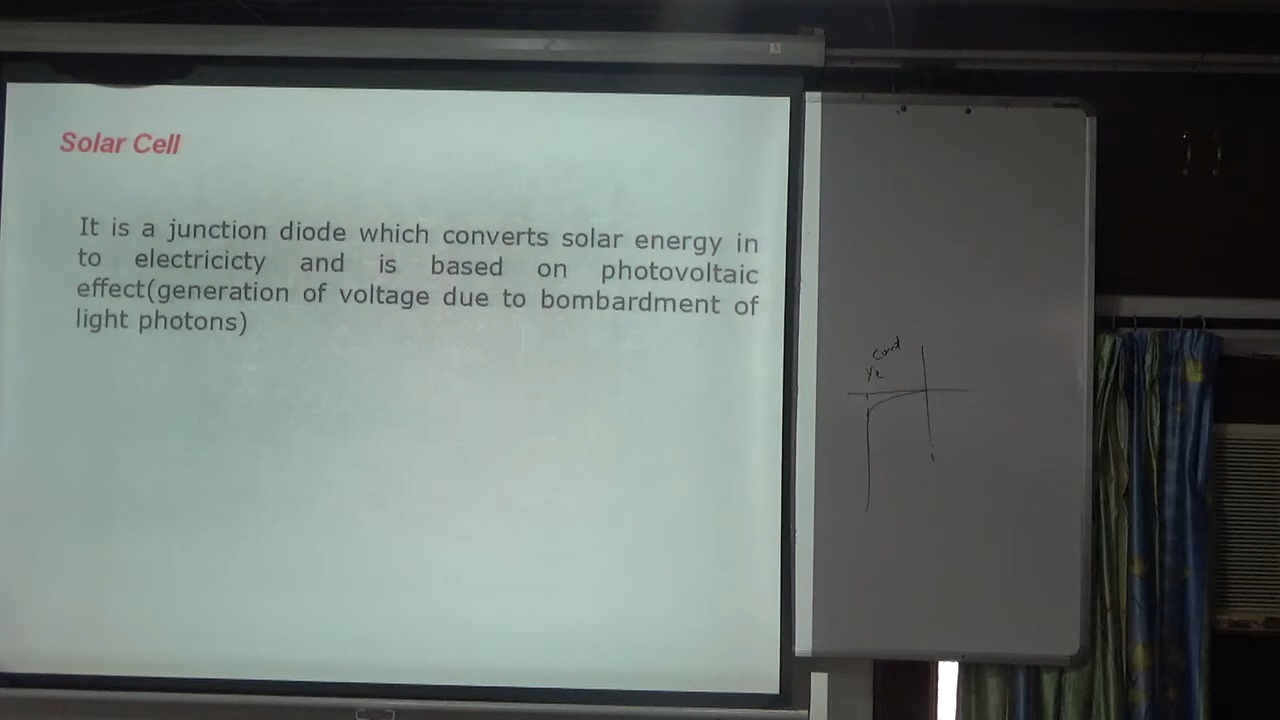 Solar Cell
It is a junction diode which converts solar energy in
to electricicty and is based on photovoltaic
effect(generation of voltage due to bombardment of
light photons)